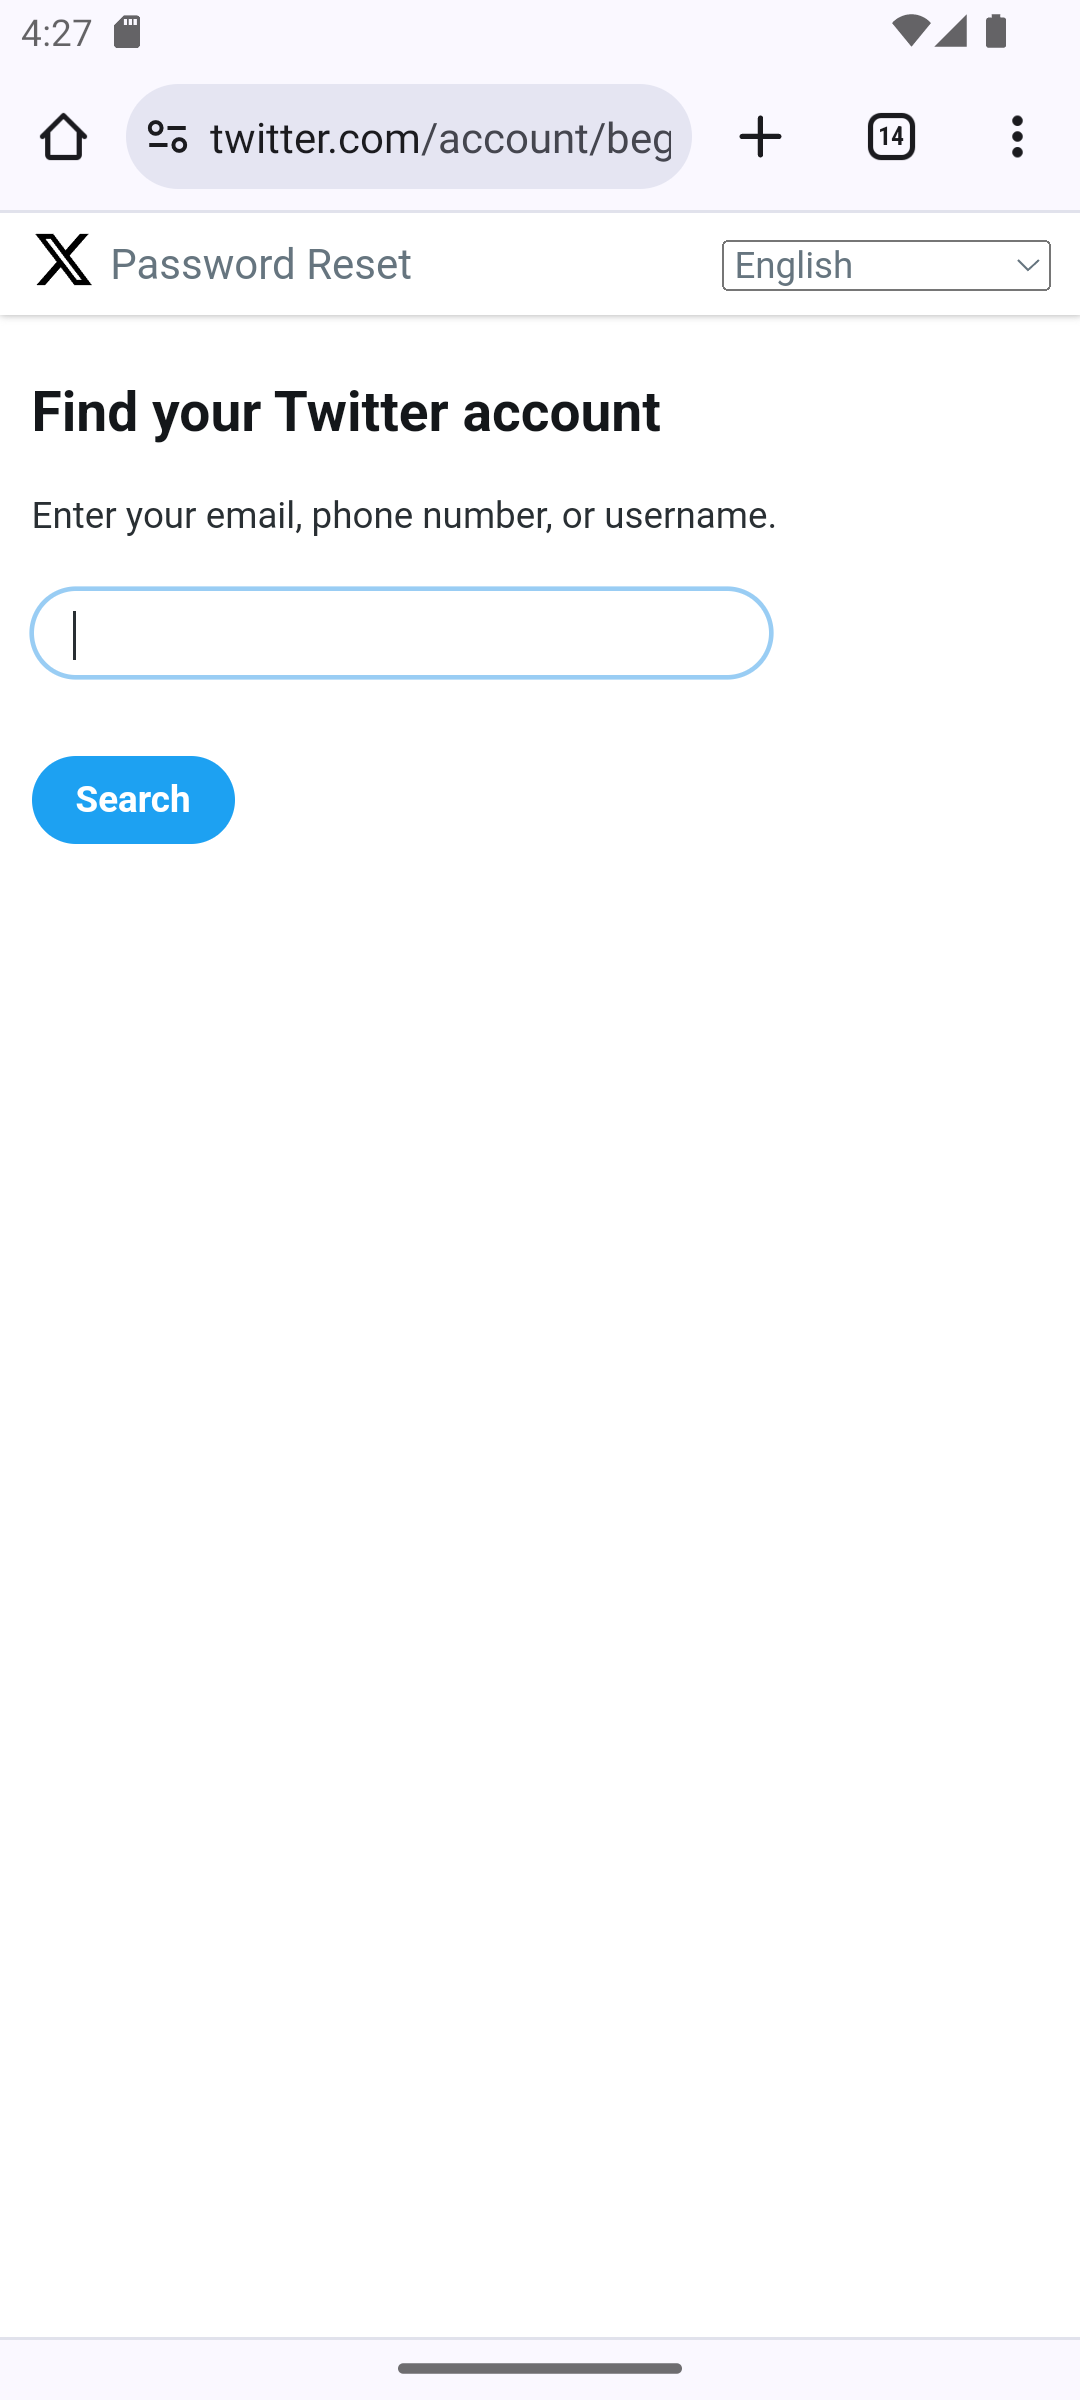 4:27
twitter.com/account/beg
14
Password Reset
English
Find your Twitter account
Enter your email, phone number, or username.
Search